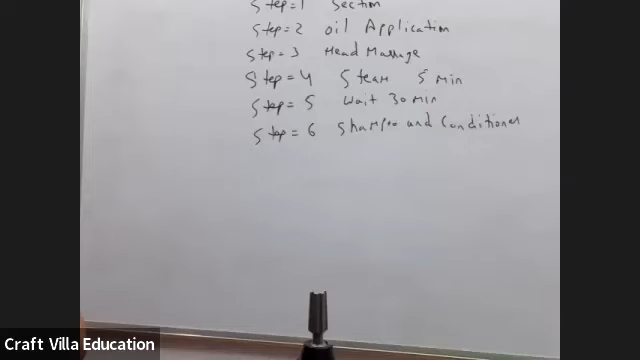 Step=1 Section
Step=2 oil Application
Step=3 Head Massage
Step=4 Steam 5 Min
Step=5 Wait 30 min
Step=6 Shampoo and Conditioner
Craft Villa Education